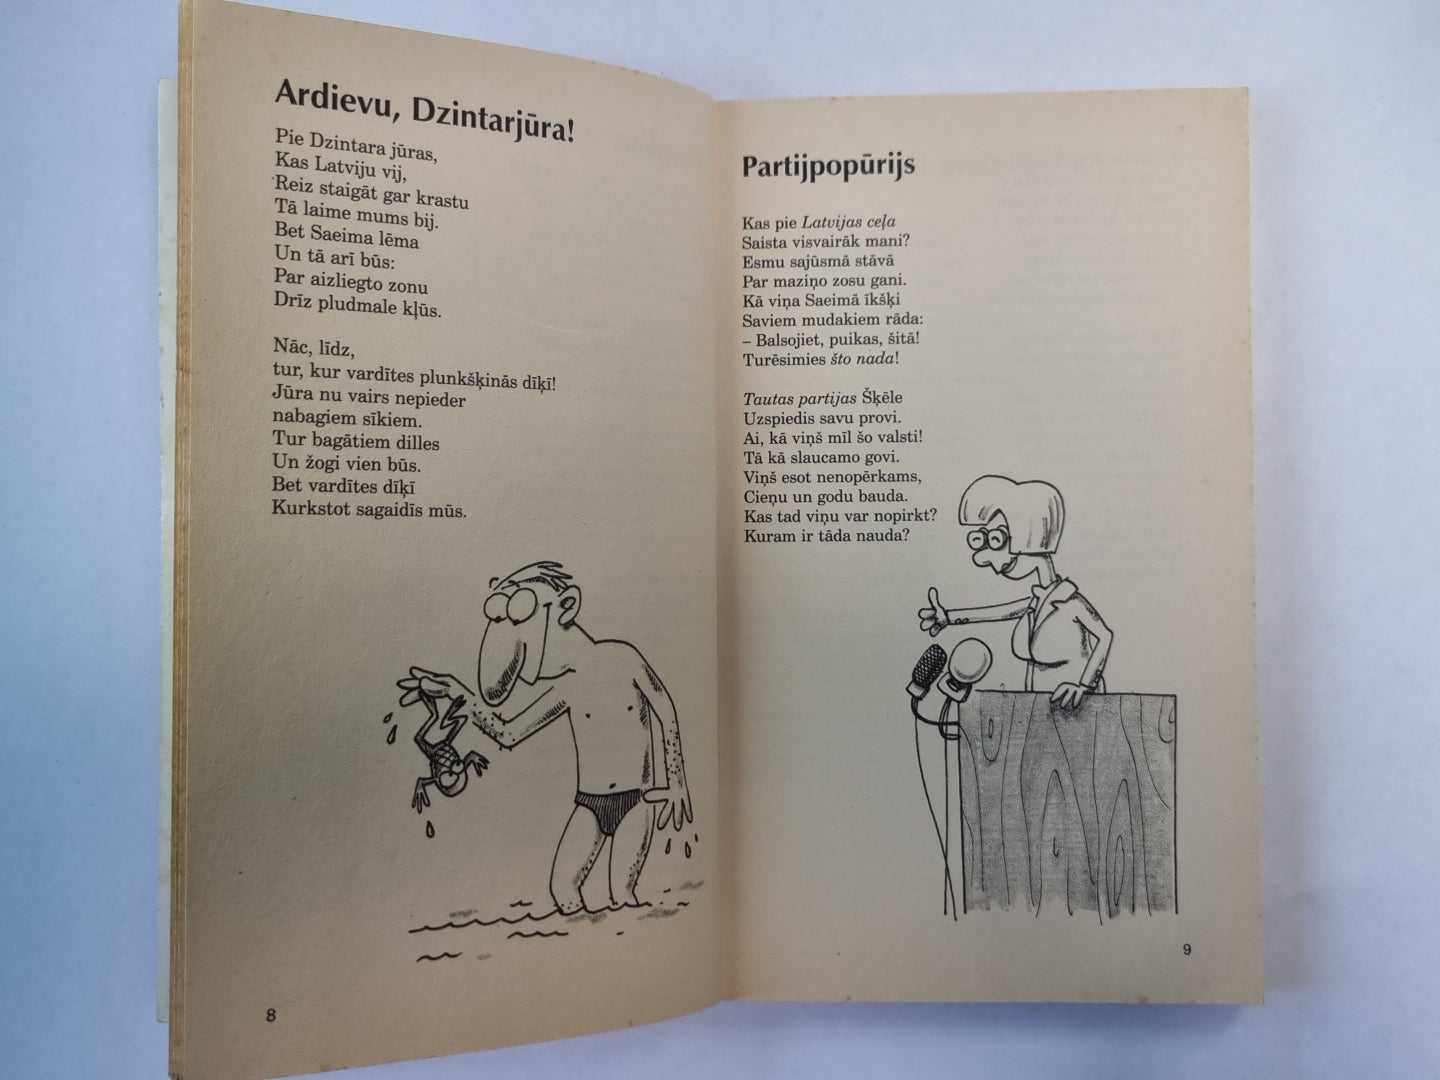 Ardievu, Dzintarjūra!
Pie Dzintara jūras,
Kas Latviju vij,
Reiz staigāt gar krastu
Tā laime mums bij.
Bet Saeima lēma
Un tā arī būs:
Par aizliegto zonu
Drīz pludmale kļūs.
Nāc, līdz,
tur, kur vardītes plunkšķinās dīķī!
Jūra nu vairs nepieder
nabagiem sīkiem.
Tur bagātiem dilles
Un žogi vien būs.
Bet vardītes dīķī
Kurkstot sagaidīs mūs.
8
Partijpopūrijs
Kas pie Latvijas ceļa
Saista visvairāk mani?
Esmu sajūsmā stāvā
Par maziņo zosu gani.
Kā viņa Saeimā īkšķi
Saviem mudakiem rāda:
– Balsojiet, puikas, šitā!
Turēsimies što nada!
Tautas partijas Šķēle
Uzspiedis savu provi.
Ai, kā viņš mīl šo valsti!
Tā kā slaucamo govi.
Viņš esot nenopērkams,
Cieņu un godu bauda.
Kas tad viņu var nopirkt?
Kuram ir tāda nauda?
9